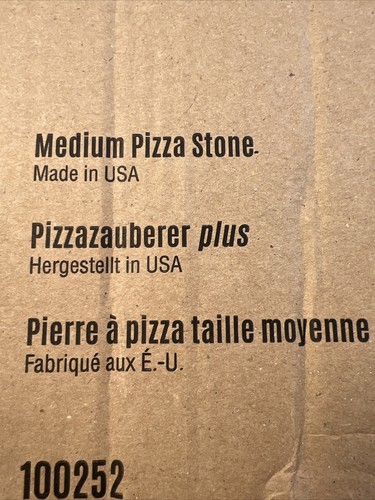 Medium Pizza Stone
Made in USA
Pizzazauberer plus
Hergestellt in USA
Pierre à pizza taille moyenne
Fabriqué aux É.-U.
100252